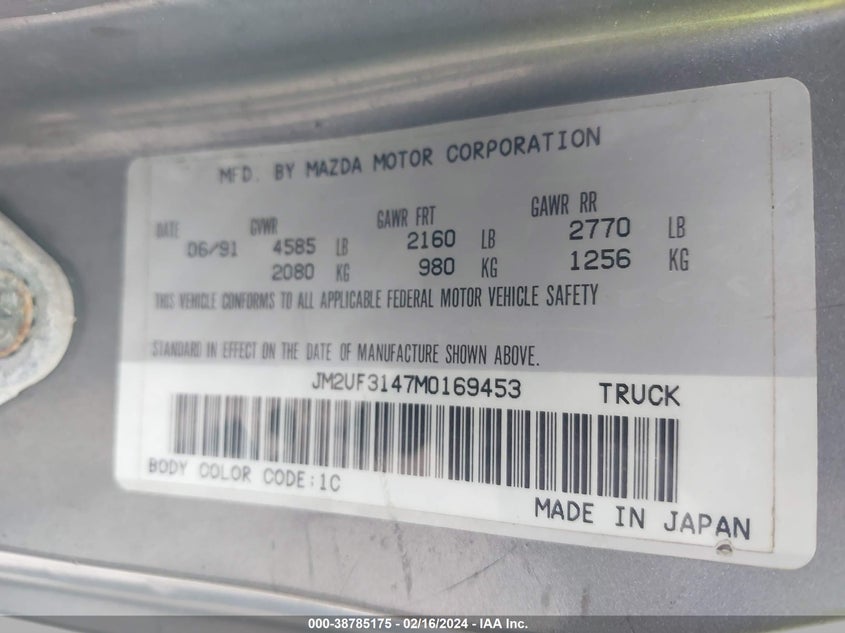 MFD. BY MAZDA MOTOR CORPORATION
DATE GVWR GAWR FRT GAWR RR
06/91 4585 LB 2160 LB 2770 LB
2080 KG 980 KG 1256 KG
THIS VEHICLE CONFORMS TO ALL APPLICABLE FEDERAL MOTOR VEHICLE SAFETY
STANDARD IN EFFECT ON THE DATE OF MANUFACTURE SHOWN ABOVE.
JM2UF3147M0169453 TRUCK
BODY COLOR CODE:1C
MADE IN JAPAN
000-38785175 - 02/16/2024 - IAA Inc.